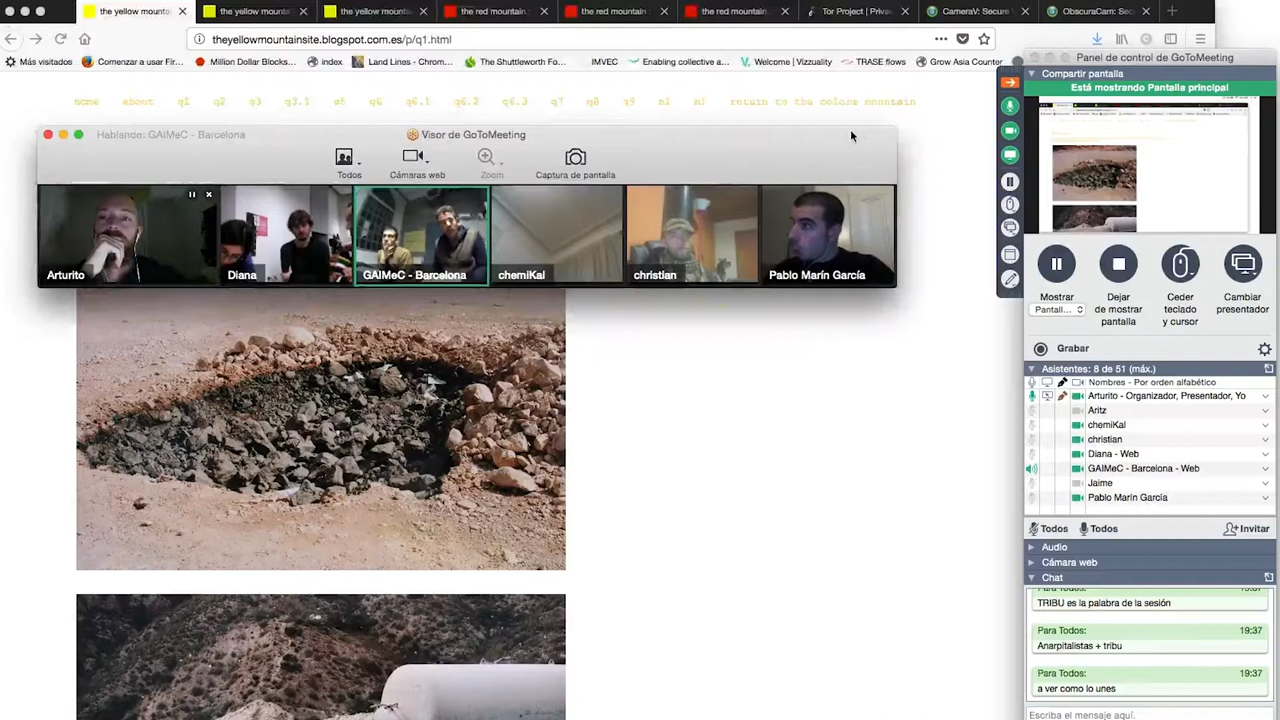 the yellow mounta
the yellow mounta
the yellow mounta
the red mountain.
the red mountain.
the red mountain.
Tor Project | Privac
CameraV: Secure V
ObscuraCam: Sec
theyellowmountainsite.blogspot.com.es/p/q1.html
Más visitados
Comenzar a usar Fir...
Million Dollar Blocks...
index
Land Lines - Chrom...
The Shuttleworth Fo...
IMVEC
Enabling collective a...
Welcome | Vizzuality
TRASE flows
Grow Asia Counter
home about q1 q2 q3 q3.1 q5 q6 q6.1 q6.2 q6.3 q7 q8 q9 n1 n! return to the colors mountain
Hablando: GAIMeC - Barcelona
Visor de GoToMeeting
Todos
Cámaras web
Zoom
Captura de pantalla
Arturito
Diana
GAIMeC - Barcelona
chemiKal
christian
Pablo Marín García
Panel de control de GoToMeeting
Compartir pantalla
Está mostrando Pantalla principal
Mostrar
Pantall...
Dejar de mostrar pantalla
Ceder teclado y cursor
Cambiar presentador
Grabar
Asistentes: 8 de 51 (máx.)
Nombres - Por orden alfabético
Arturito - Organizador, Presentador, Yo
Aritz
chemiKal
christian
Diana - Web
GAIMeC - Barcelona - Web
Jaime
Pablo Marín García
Todos
Todos
Invitar
Audio
Cámara web
Chat
TRIBU es la palabra de la sesión
Para Todos: 19:37
Anarpitalistas + tribu
Para Todos: 19:37
a ver como lo unes
Escriba el mensaje aquí.